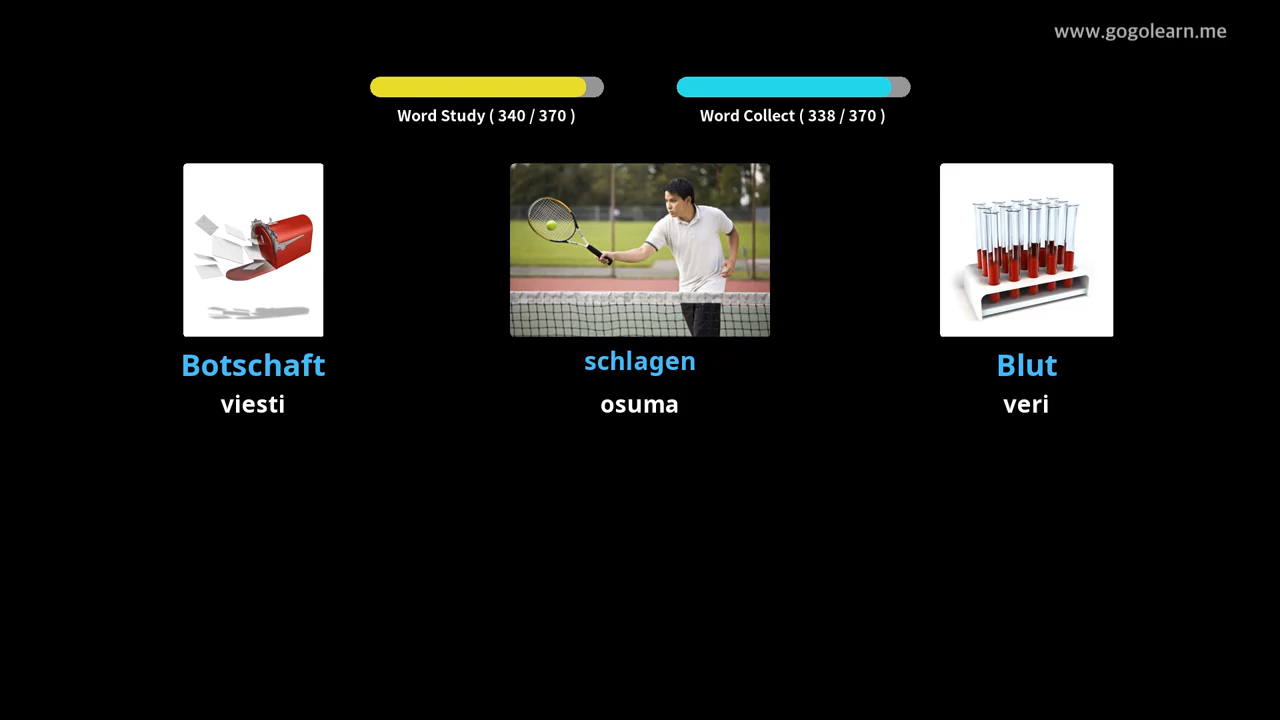 www.gogolearn.me
Word Study ( 340 / 370 )
Word Collect ( 338 / 370 )
Botschaft
schlagen
Blut
viesti
osuma
veri